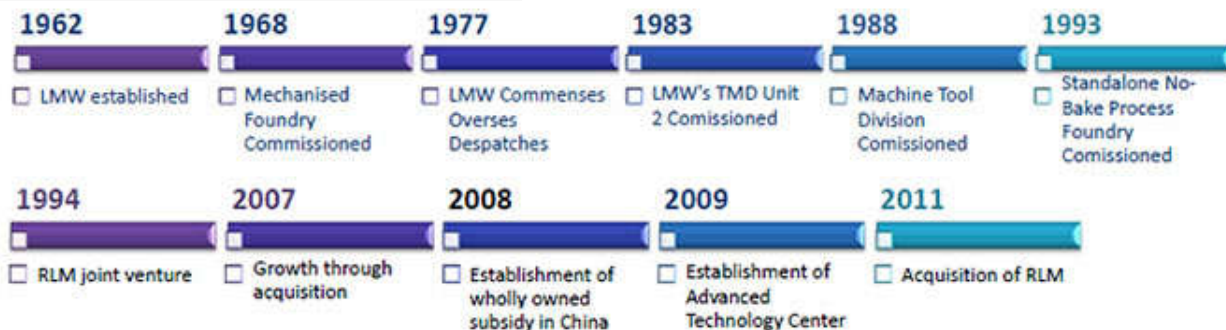 1962 1968 1977 1983 1988 1993
LMW established
Mechanised
Foundry
Commissioned
LMW Commenses
Overses
Despatches
LMW's TMD Unit
2 Comissioned
Machine Tool
Division
Comissioned
Standalone No-
Bake Process
Foundry
Comissioned
1994 2007 2008 2009 2011
RLM joint venture
Growth through
acquisition
Establishment of
wholly owned
subsidy in China
Establishment of
Advanced
Technology Center
Acquisition of RLM